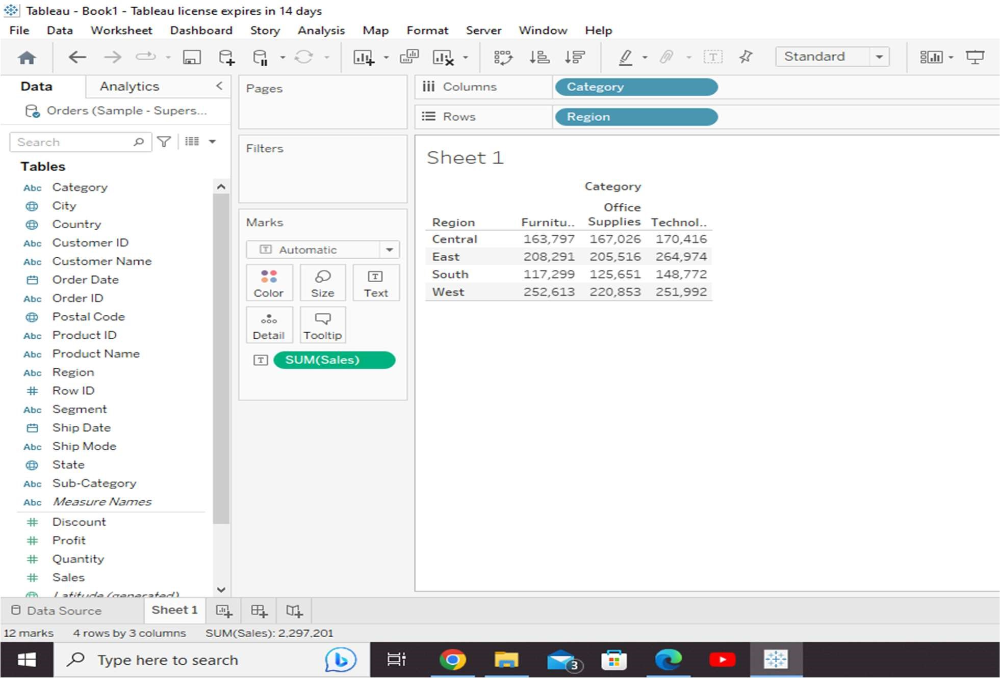 Tableau - Book1 - Tableau license expires in 14 days
File Data Worksheet Dashboard Story Analysis Map Format Server Window Help
Standard
Data Analytics
Orders (Sample - Supers...
Search
Tables
Abc Category
City
Country
Abc Customer ID
Abc Customer Name
Order Date
Abc Order ID
Postal Code
Abc Product ID
Abc Product Name
Abc Region
# Row ID
Abc Segment
Ship Date
Abc Ship Mode
State
Abc Sub-Category
Abc Measure Names
# Discount
# Profit
# Quantity
# Sales
Latitude (generated)
Pages
Filters
Marks
T Automatic
Color Size T Text
Detail Tooltip
T SUM(Sales)
Columns Category
Rows Region
Sheet 1
Category
Region Furnitu.. Office Supplies Technol..
Central 163,797 167,026 170,416
East 208,291 205,516 264,974
South 117,299 125,651 148,772
West 252,613 220,853 251,992
Data Source Sheet 1
12 marks 4 rows by 3 columns SUM(Sales): 2,297,201
Type here to search
3